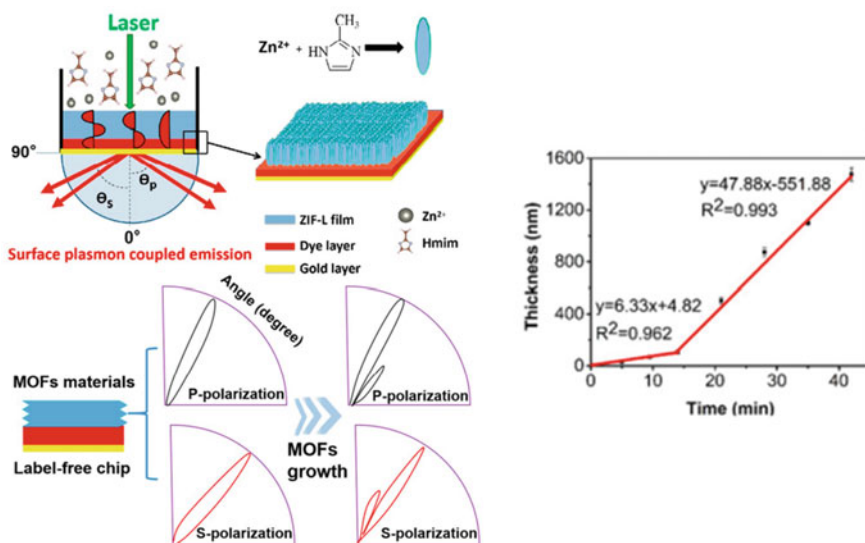 Laser
Zn²⁺ +
CH₃
HN
N
90°
θₛ
θₚ
0°
Surface plasmon coupled emission
ZIF-L film
Dye layer
Gold layer
Zn²⁺
Hmim
MOFs materials
Label-free chip
Angle (degree)
P-polarization
S-polarization
MOFs
growth
P-polarization
S-polarization
1600
1200
800
400
0
Thickness (nm)
y=47.88x-551.88
R²=0.993
y=6.33x+4.82
R²=0.962
0
10
20
30
40
Time (min)